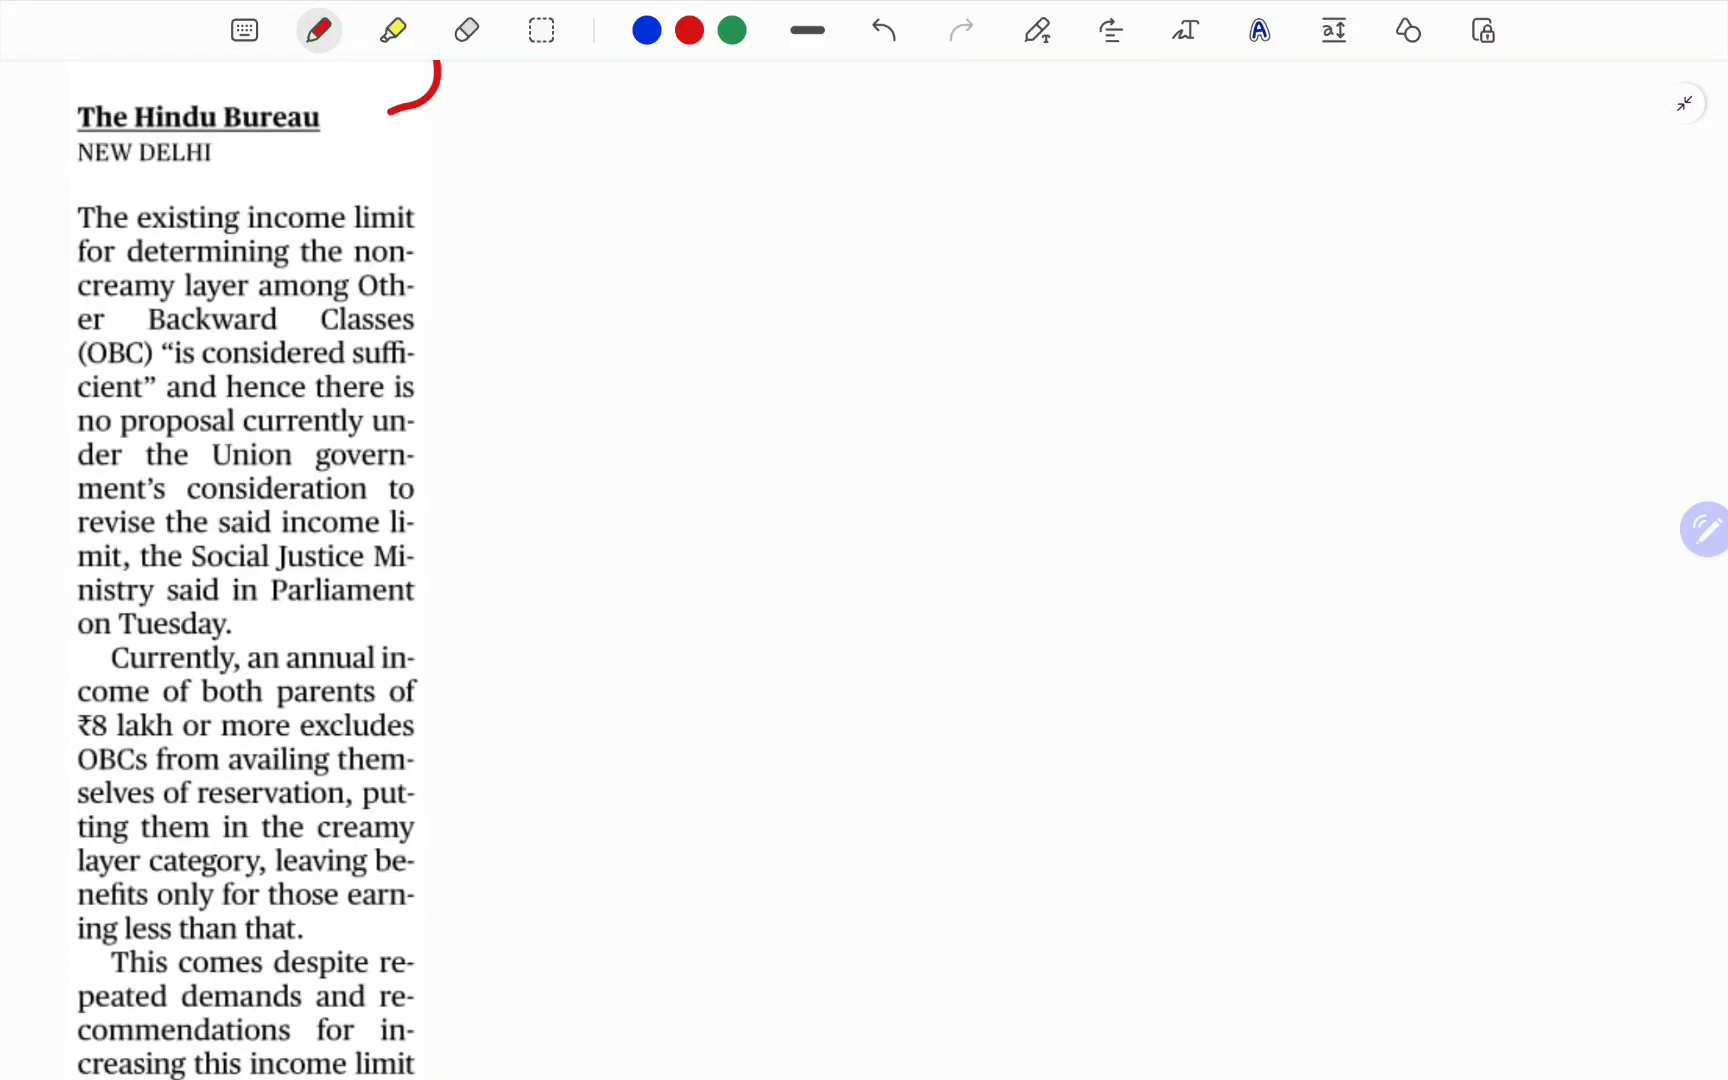 The Hindu Bureau
NEW DELHI
The existing income limit
for determining the non-
creamy layer among Oth-
er Backward Classes
(OBC) “is considered suffi-
cient” and hence there is
no proposal currently un-
der the Union govern-
ment’s consideration to
revise the said income li-
mit, the Social Justice Mi-
nistry said in Parliament
on Tuesday.
Currently, an annual in-
come of both parents of
₹8 lakh or more excludes
OBCs from availing them-
selves of reservation, put-
ting them in the creamy
layer category, leaving be-
nefits only for those earn-
ing less than that.
This comes despite re-
peated demands and re-
commendations for in-
creasing this income limit